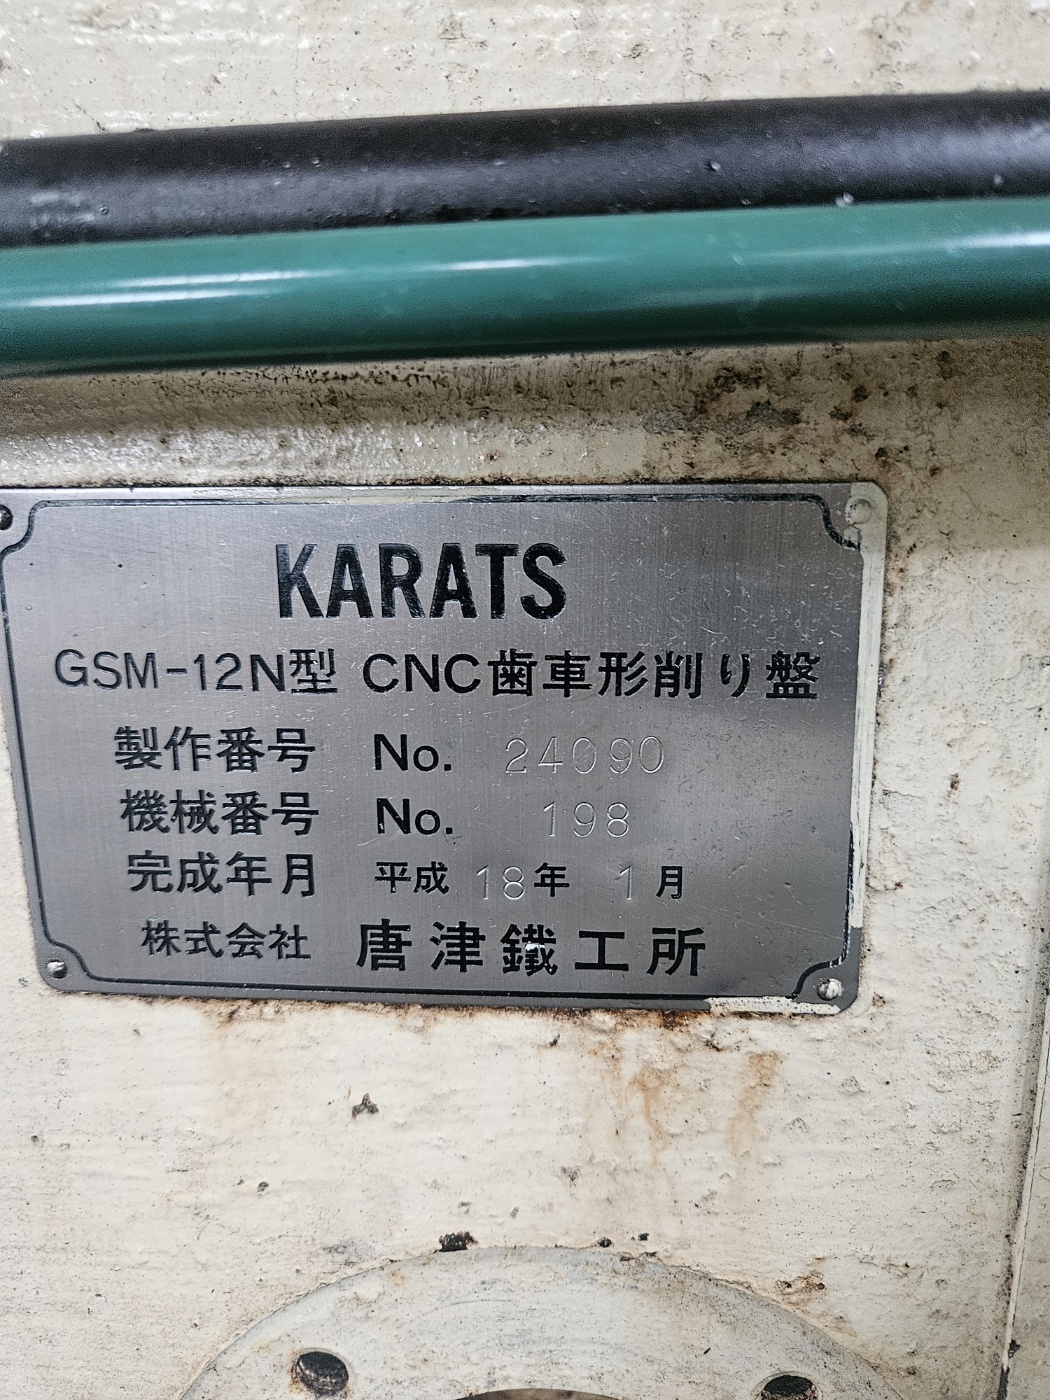 KARATS
GSM-12N型 CNC歯車形削り盤
製作番号 No. 24090
機械番号 No. 198
完成年月 平成 18年 1月
株式会社 唐津鐵工所